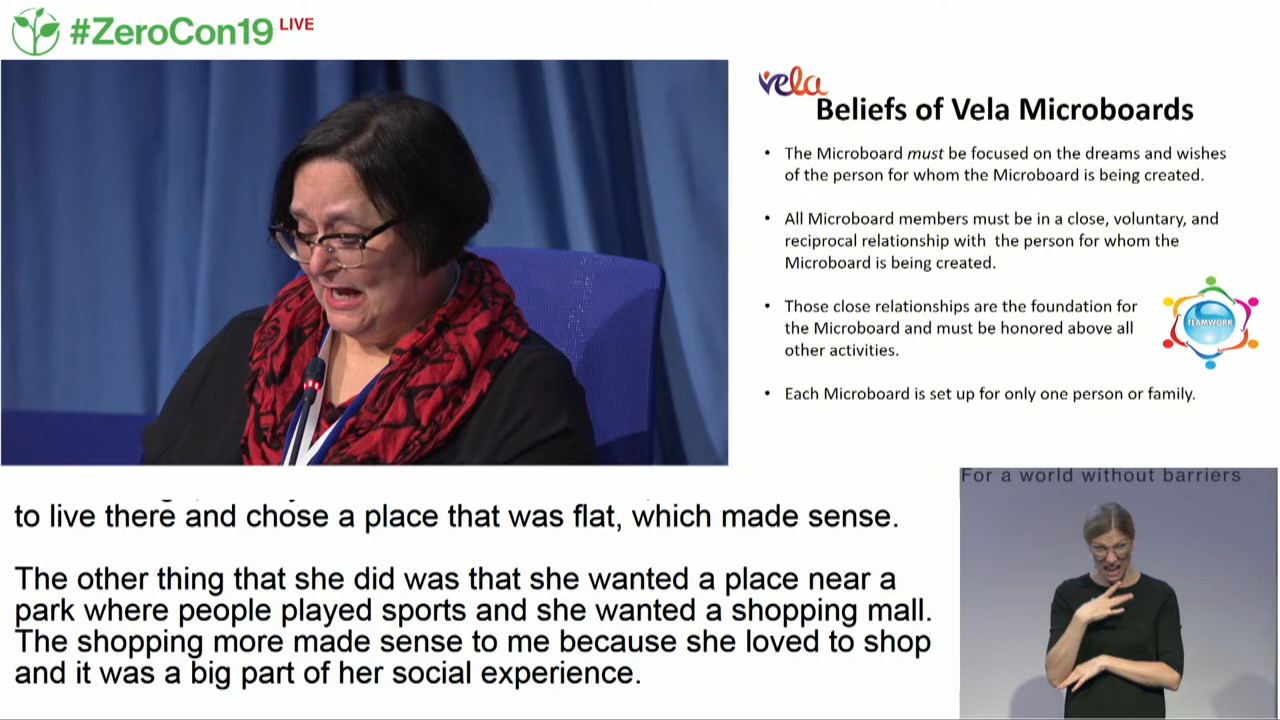 #ZeroCon19 LIVE
vela
Beliefs of Vela Microboards
• The Microboard must be focused on the dreams and wishes
of the person for whom the Microboard is being created.
• All Microboard members must be in a close, voluntary, and
reciprocal relationship with the person for whom the
Microboard is being created.
• Those close relationships are the foundation for
the Microboard and must be honored above all
other activities.
TEAMWORK
• Each Microboard is set up for only one person or family.
For a world without barriers
to live there and chose a place that was flat, which made sense.
The other thing that she did was that she wanted a place near a
park where people played sports and she wanted a shopping mall.
The shopping more made sense to me because she loved to shop
and it was a big part of her social experience.